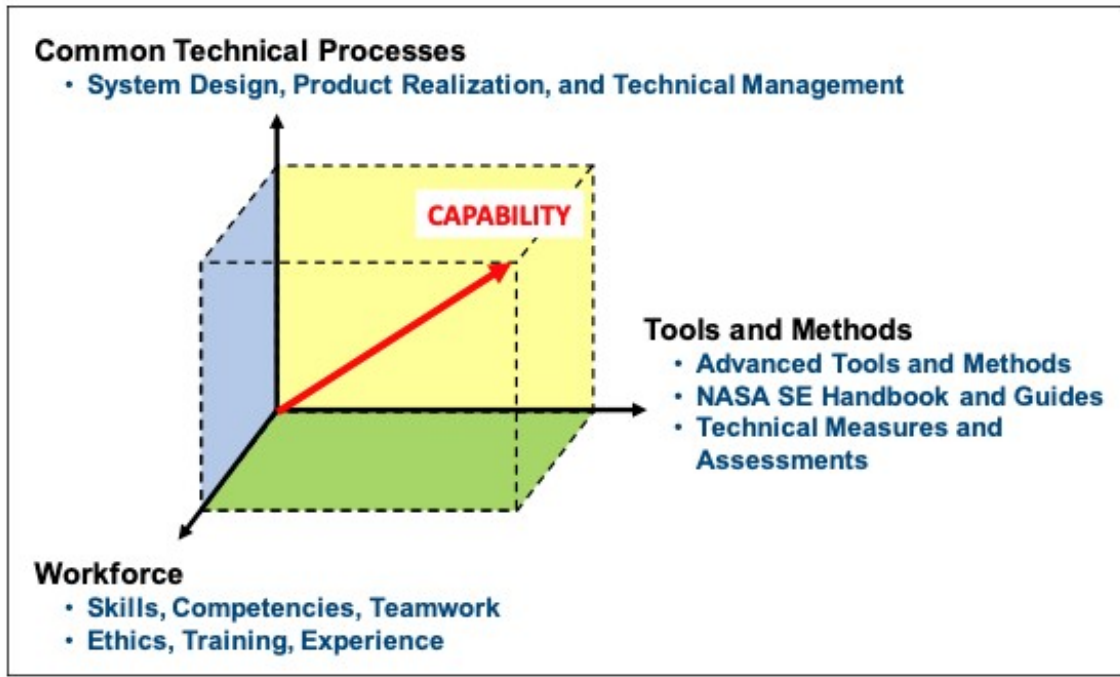 Common Technical Processes
• System Design, Product Realization, and Technical Management
CAPABILITY
Tools and Methods
• Advanced Tools and Methods
• NASA SE Handbook and Guides
• Technical Measures and
Assessments
Workforce
• Skills, Competencies, Teamwork
• Ethics, Training, Experience